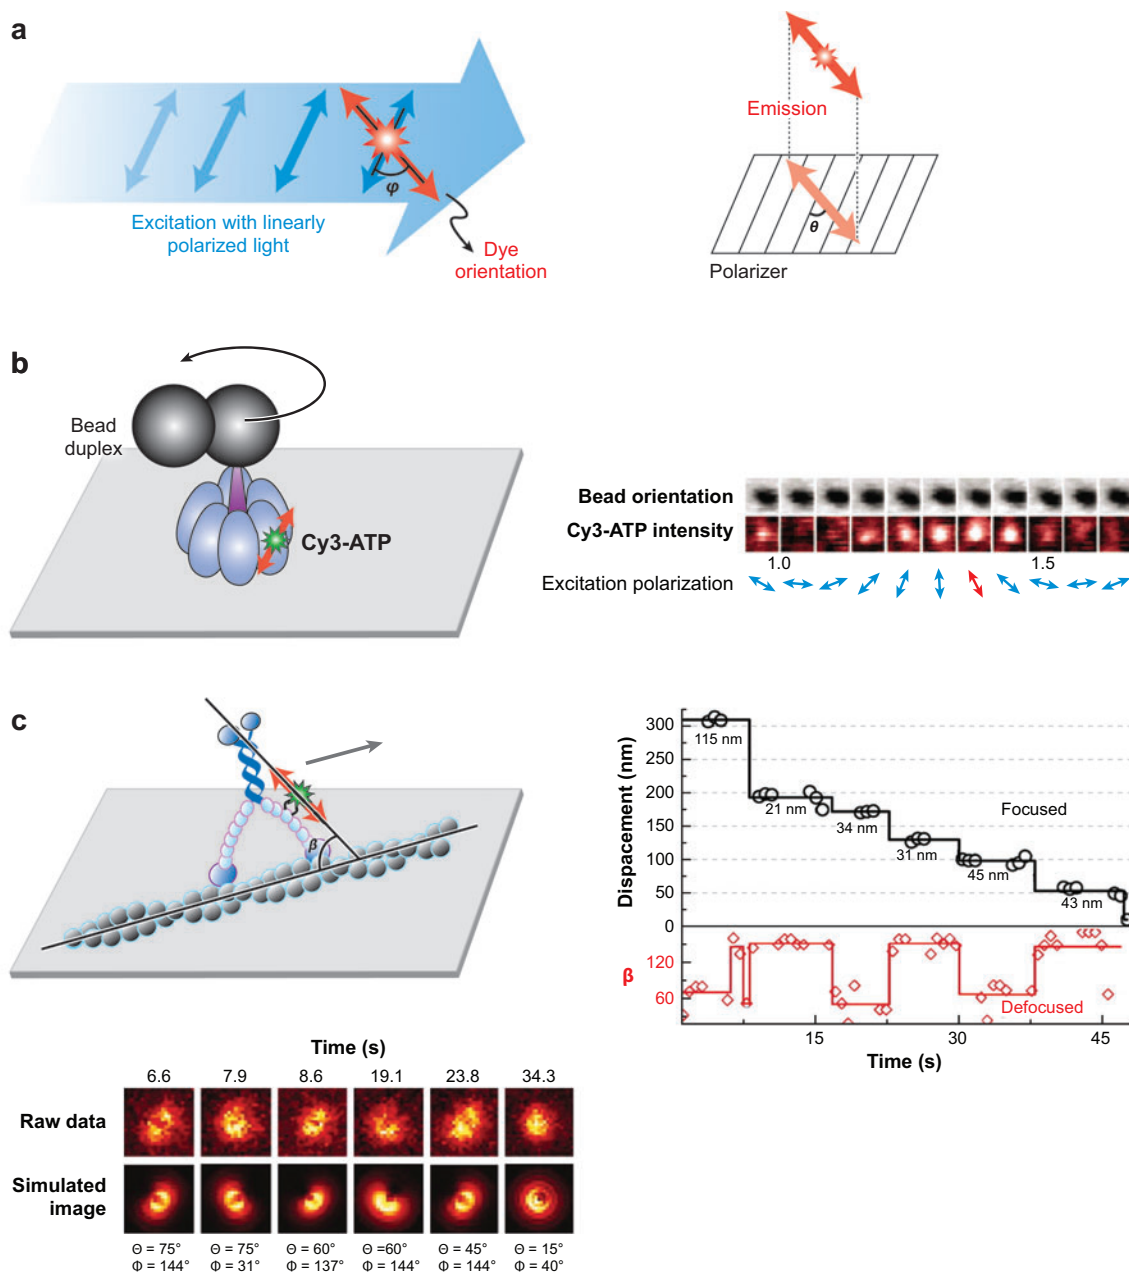 a
Excitation with linearly
polarized light
φ
Dye
orientation
Emission
θ
Polarizer
b
Bead
duplex
Cy3-ATP
Bead orientation
Cy3-ATP intensity
1.0 1.5
Excitation polarization
c
β
Dispacement (nm)
300
250
200
150
100
50
0
115 nm
21 nm
34 nm
31 nm
45 nm
43 nm
Focused
β
120
60
Defocused
15 30 45
Time (s)
Time (s)
6.6 7.9 8.6 19.1 23.8 34.3
Raw data
Simulated
image
Θ = 75° Θ = 75° Θ = 60° Θ =60° Θ = 45° Θ = 15°
Φ = 144° Φ = 31° Φ = 137° Φ = 144° Φ = 144° Φ = 40°